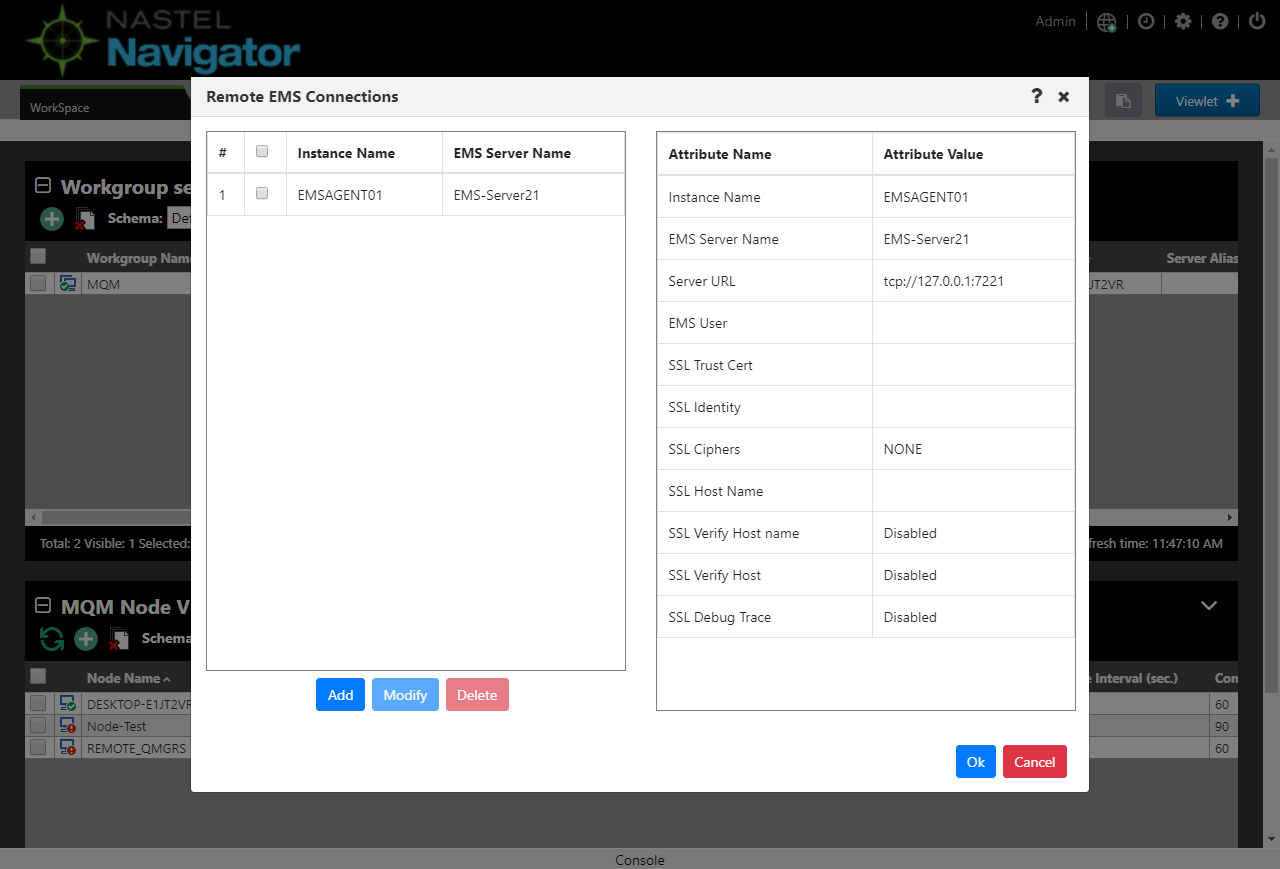 NASTEL
Navigator
Admin
WorkSpace
Viewlet
Remote EMS Connections
# Instance Name EMS Server Name
1 EMSAGENT01 EMS-Server21
Add Modify Delete
Attribute Name Attribute Value
Instance Name EMSAGENT01
EMS Server Name EMS-Server21
Server URL tcp://127.0.0.1:7221
EMS User
SSL Trust Cert
SSL Identity
SSL Ciphers NONE
SSL Host Name
SSL Verify Host name Disabled
SSL Verify Host Disabled
SSL Debug Trace Disabled
Ok Cancel
Workgroup se
Schema: Def
Workgroup Name Server Alias
MQM JT2VR
Total: 2 Visible: 1 Selected: fresh time: 11:47:10 AM
MQM Node V
Schema
Node Name Interval (sec.) Con
DESKTOP-E1JT2VR 60
Node-Test 90
REMOTE_QMGRS 60
Console